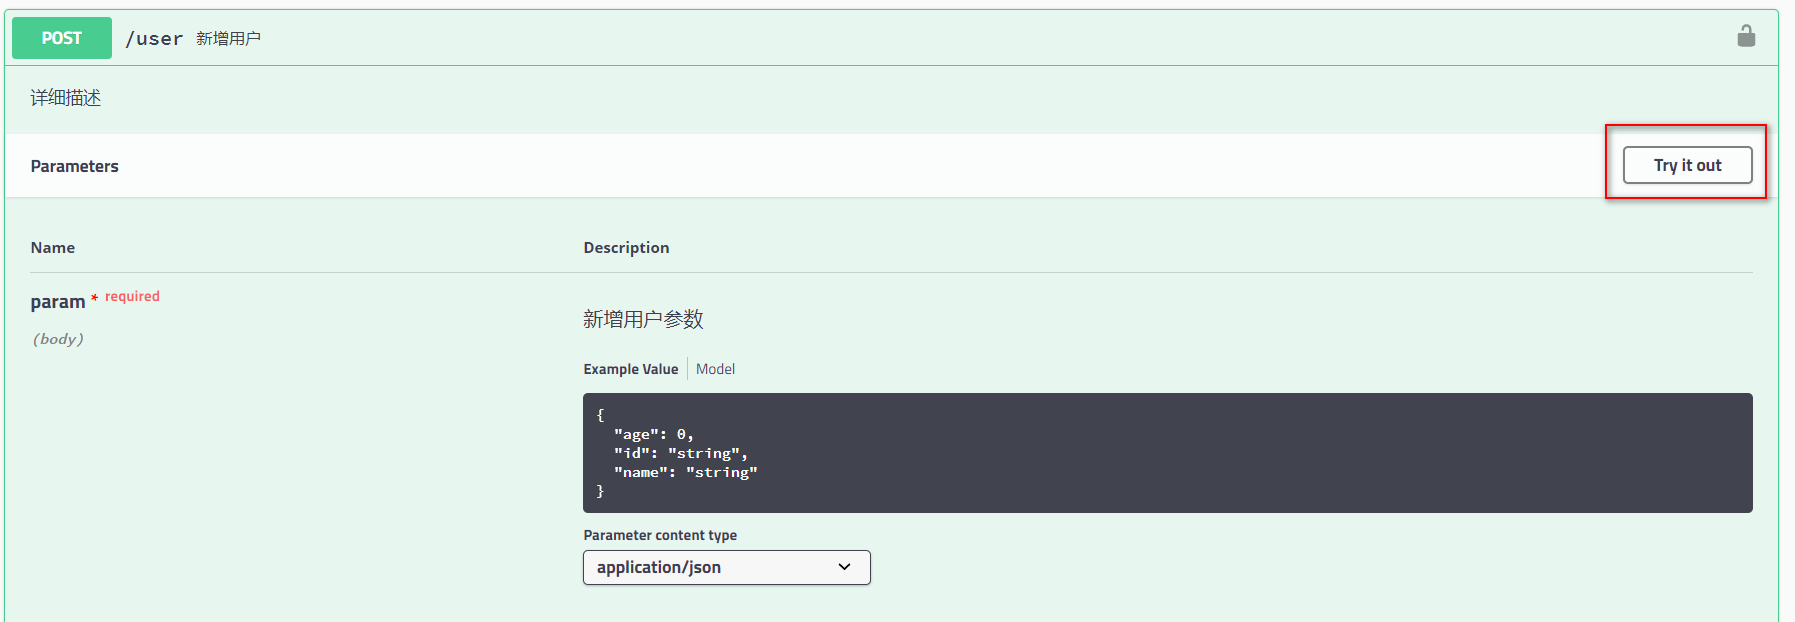 POST /user 新增用户
详细描述
Parameters
Try it out
Name Description
param * required
(body)
新增用户参数
Example Value Model
{
"age": 0,
"id": "string",
"name": "string"
}
Parameter content type
application/json